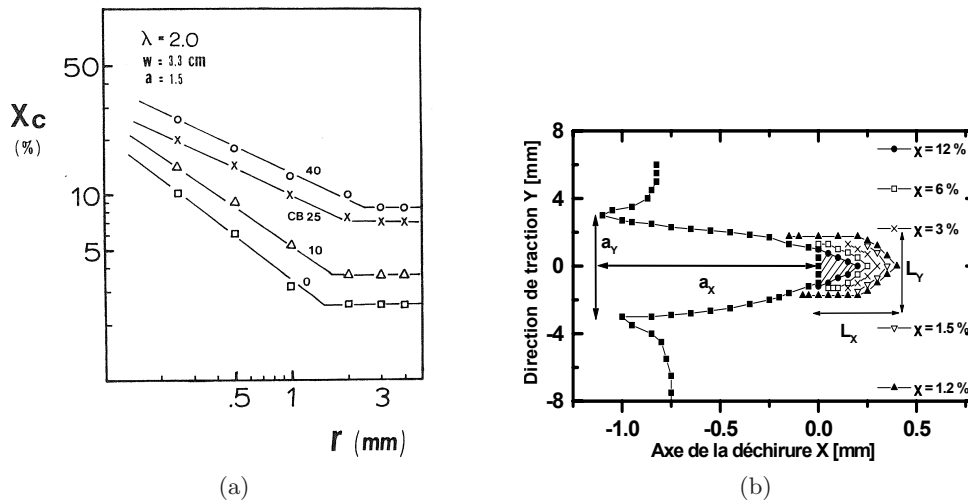 λ = 2.0
w = 3.3 cm
a = 1.5
50
10
5
Xc
(%)
40
CB 25
10
0
.5
1
3
r (mm)
(a)
Direction de traction Y [mm]
8
4
0
-4
-8
χ = 12 %
χ = 6 %
χ = 3 %
χ = 1.5 %
χ = 1.2 %
aY
aX
LY
LX
-1.0
-0.5
0.0
0.5
Axe de la déchirure X [mm]
(b)